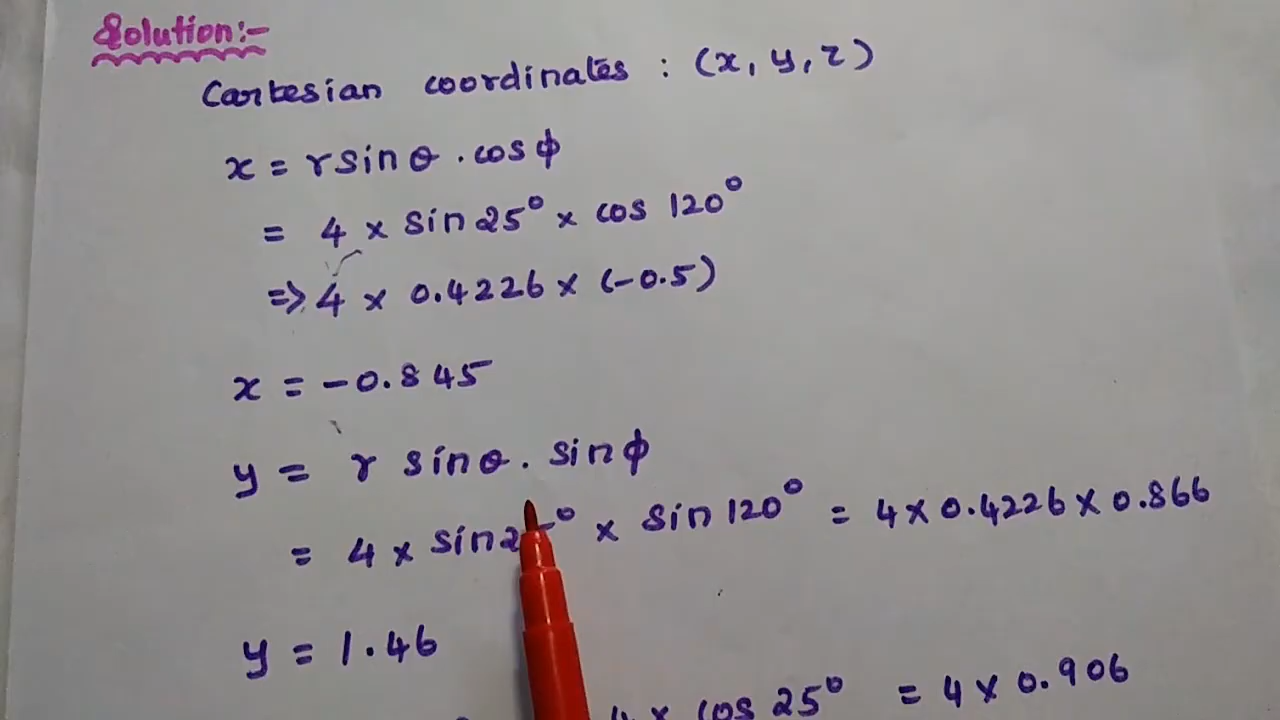 Solution:-
Cartesian coordinates : (x, y, z)
x = r sin θ . cos ϕ
= 4 × sin 25° × cos 120°
=> 4 × 0.4226 × (-0.5)
x = -0.845
y = r sin θ . sin ϕ
= 4 × × sin 120° = 4 × 0.4226 × 0.866
y = 1.46
× cos 25° = 4 × 0.906